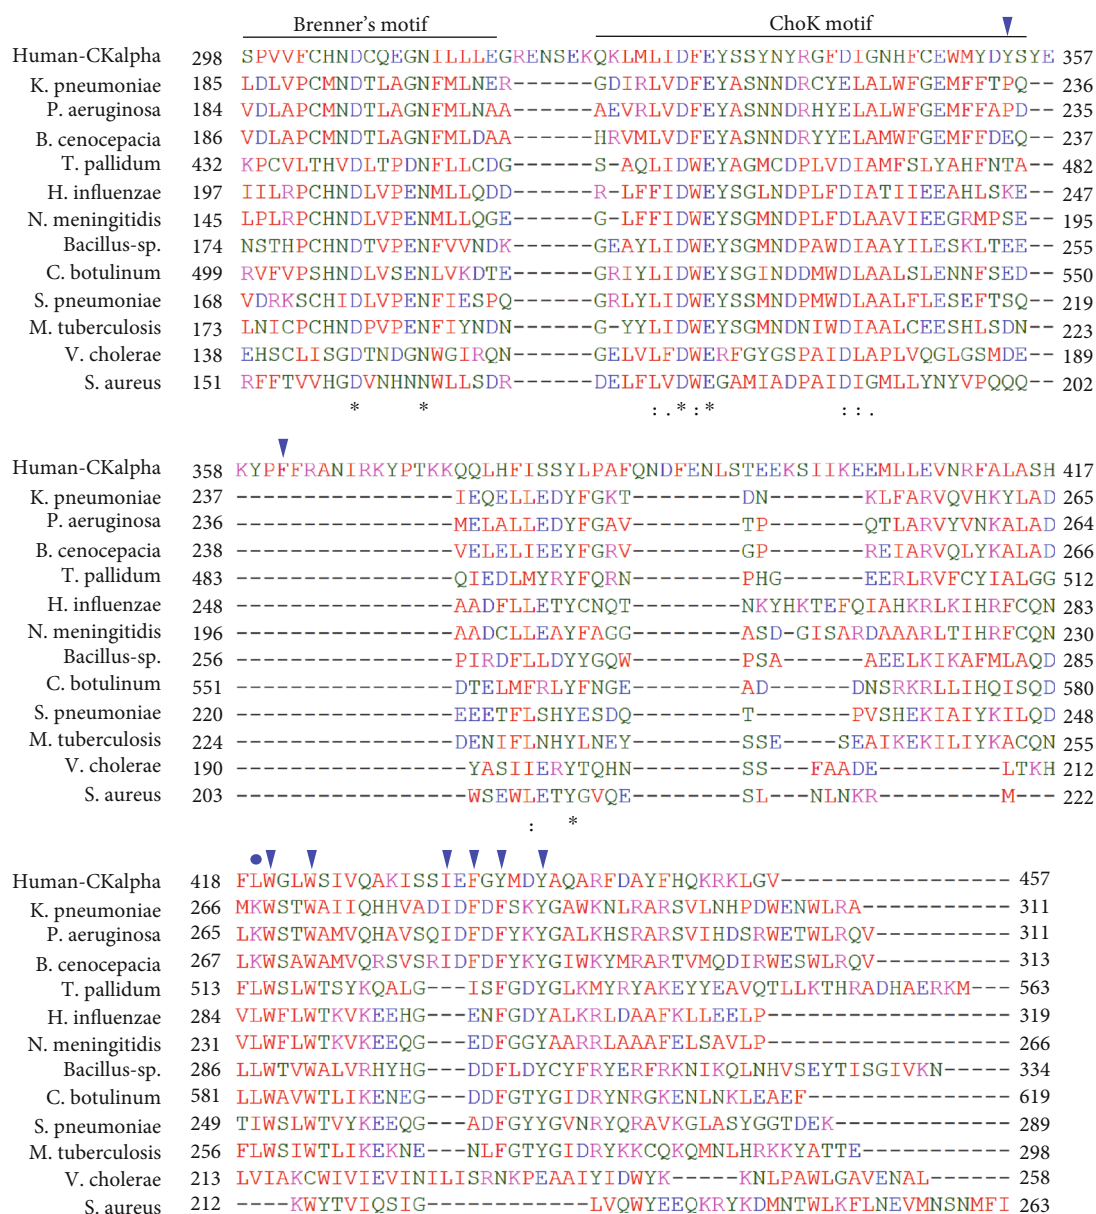 Brenner's motif ChoK motif
Human-CKalpha 298 SPVVFCHNDCQEGNILLLEGRENSEKQKLMLIDFEYSSYNYRGFDIGNHFCEWMYDYSYE 357
K. pneumoniae 185 LDLVPCMNDTLAGNFMLNER------GDIRLVDFEYASNNDRCYELALWFGEMFFTPQ-- 236
P. aeruginosa 184 VDLAPCMNDTLAGNFMLNAA------AEVRLVDFEYASNNDRHYELALWFGEMFFAPD-- 235
B. cenocepacia 186 VDLAPCMNDTLAGNFMLDAA------HRVMLVDFEYASNNDRYYELAMWFGEMFFDEQ-- 237
T. pallidum 432 KPCVLTHVDLTPDNFLLCDG------S-AQLIDWEYAGMCDPLVDIAMFSLYAHFNTA-- 482
H. influenzae 197 IILRPCHNDLVPENMLLQDD------R-LFFIDWEYSGLNDPLFDIATIIEEAHLSKE-- 247
N. meningitidis 145 LPLRPCHNDLVPENMLLQGE------G-LFFIDWEYSGMNDPLFDLAAVIEEGRMPSE-- 195
Bacillus-sp. 174 NSTHPCHNDTVPENFVVNDK------GEAYLIDWEYSGMNDPAWDIAAYILESKLTEE-- 255
C. botulinum 499 RVFVPSHNDLVSENLVKDTE------GRIYLIDWEYSGINDDMWDLAALSLENNFSED-- 550
S. pneumoniae 168 VDRKSCHIDLVPENFIESPQ------GRLYLIDWEYSSMNDPMWDLAALFLESEFTSQ-- 219
M. tuberculosis 173 LNICPCHNDPVPENFIYNDN------G-YYLIDWEYSGMNDNIWDIAALCEESHLSDN-- 223
V. cholerae 138 EHSCLISGDTNDGNWGIRQN------GELVLFDWERFGYGSPAIDLAPLVQGLGSMDE-- 189
S. aureus 151 RFFTVVHGDVNHNNWLLSDR------DELFLVDWEGAMIADPAIDIGMLLYNYVPQQQ-- 202
* * : . * : * : : .
Human-CKalpha 358 KYPFFRANIRKYPTKKQQLHFISSYLPAFQNDFENLSTEEKSIIKEEMLLEVNRFALASH 417
K. pneumoniae 237 ----------------IEQELLEDYFGKT------DN------KLFARVQVHKYLAD 265
P. aeruginosa 236 ----------------MELALLEDYFGAV------TP------QTLARVYVNKALAD 264
B. cenocepacia 238 ----------------VELELIEEYFGRV--------GP------REIARVQLYKALAD 266
T. pallidum 483 ----------------QIEDLMYRYFQRN--------PHG-----EERLRVFCYIALGG 512
H. influenzae 248 ----------------AADFLLETYCNQT--------NKYHKTEFQIAHKRLKIHRFCQN 283
N. meningitidis 196 ----------------AADCLLEAYFAGG--------ASD-GISARDAAARLTIHRFCQN 230
Bacillus-sp. 256 ----------------PIRDFLLDYYGQW--------PSA-----AEELKIKAFMLAQD 285
C. botulinum 551 ----------------DTELMFRLYFNGE--------AD------DNSRKRLLIHQISQD 580
S. pneumoniae 220 ----------------EEETFLSHYESDQ--------T-------PVSHEKIAIYKILQD 248
M. tuberculosis 224 ----------------DENIFLNHYLNEY--------SSE----SEAIKEKILIYKACQN 255
V. cholerae 190 -----------------YASIIERYTQHN--------SS---FAADE---------LTKH 212
S. aureus 203 -----------------WSEWLETYGVQE--------SL---NLNKR---------M--- 222
: *
Human-CKalpha 418 FLWGLWSIVQAKISSIEFGYMDYAQARFDAYFHQKRKLGV----------------- 457
K. pneumoniae 266 MKWSTWAIIQHHVADIDFDFSKYGAWKNLRARSVLNHPDWENWLRA----------- 311
P. aeruginosa 265 LKWSTWAMVQHAVSQIDFDFYKYGALKHSRARSVIHDSRWETWLRQV---------- 311
B. cenocepacia 267 LKWSAWAMVQRSVSRIDFDFYKYGIWKYMRARTVMQDIRWESWLRQV---------- 313
T. pallidum 513 FLWSLWTSYKQALG---ISFGDYGLKMYRYAKEYYEAVQTLLKTHRADHAERKM--- 563
H. influenzae 284 VLWFLWTKVKEEHG---ENFGDYALKRLDAAFKLLEELP------------------ 319
N. meningitidis 231 VLWFLWTKVKEEQG---EDFGGYAARRLAAAFELSAVLP------------------ 266
Bacillus-sp. 286 LLWTVWALVRHYHG---DDFLDYCYFRYERFRKNIKQLNHVSEYTISGIVKN----- 334
C. botulinum 581 LLWAVWTLIKENEG---DDFGTYGIDRYNRGKENLNKLEAEF--------------- 619
S. pneumoniae 249 TIWSLWTVYKEEQG---ADFGYYGVNRYQRAVKGLASYGGTDEK------------- 289
M. tuberculosis 256 FLWSIWTLIKEKNE---NLFGTYGIDRYKKCQKQMNLHRKKYATTE----------- 298
V. cholerae 213 LVIAKCWIVIEVINILISRNKPEAAIYIDWYK-----KNLPAWLGAVENAL------ 258
S. aureus 212 ----KWYTVIQSIG------------LVQWYEEQKRYKDMNTWLKFLNEVMNSNMFI 263